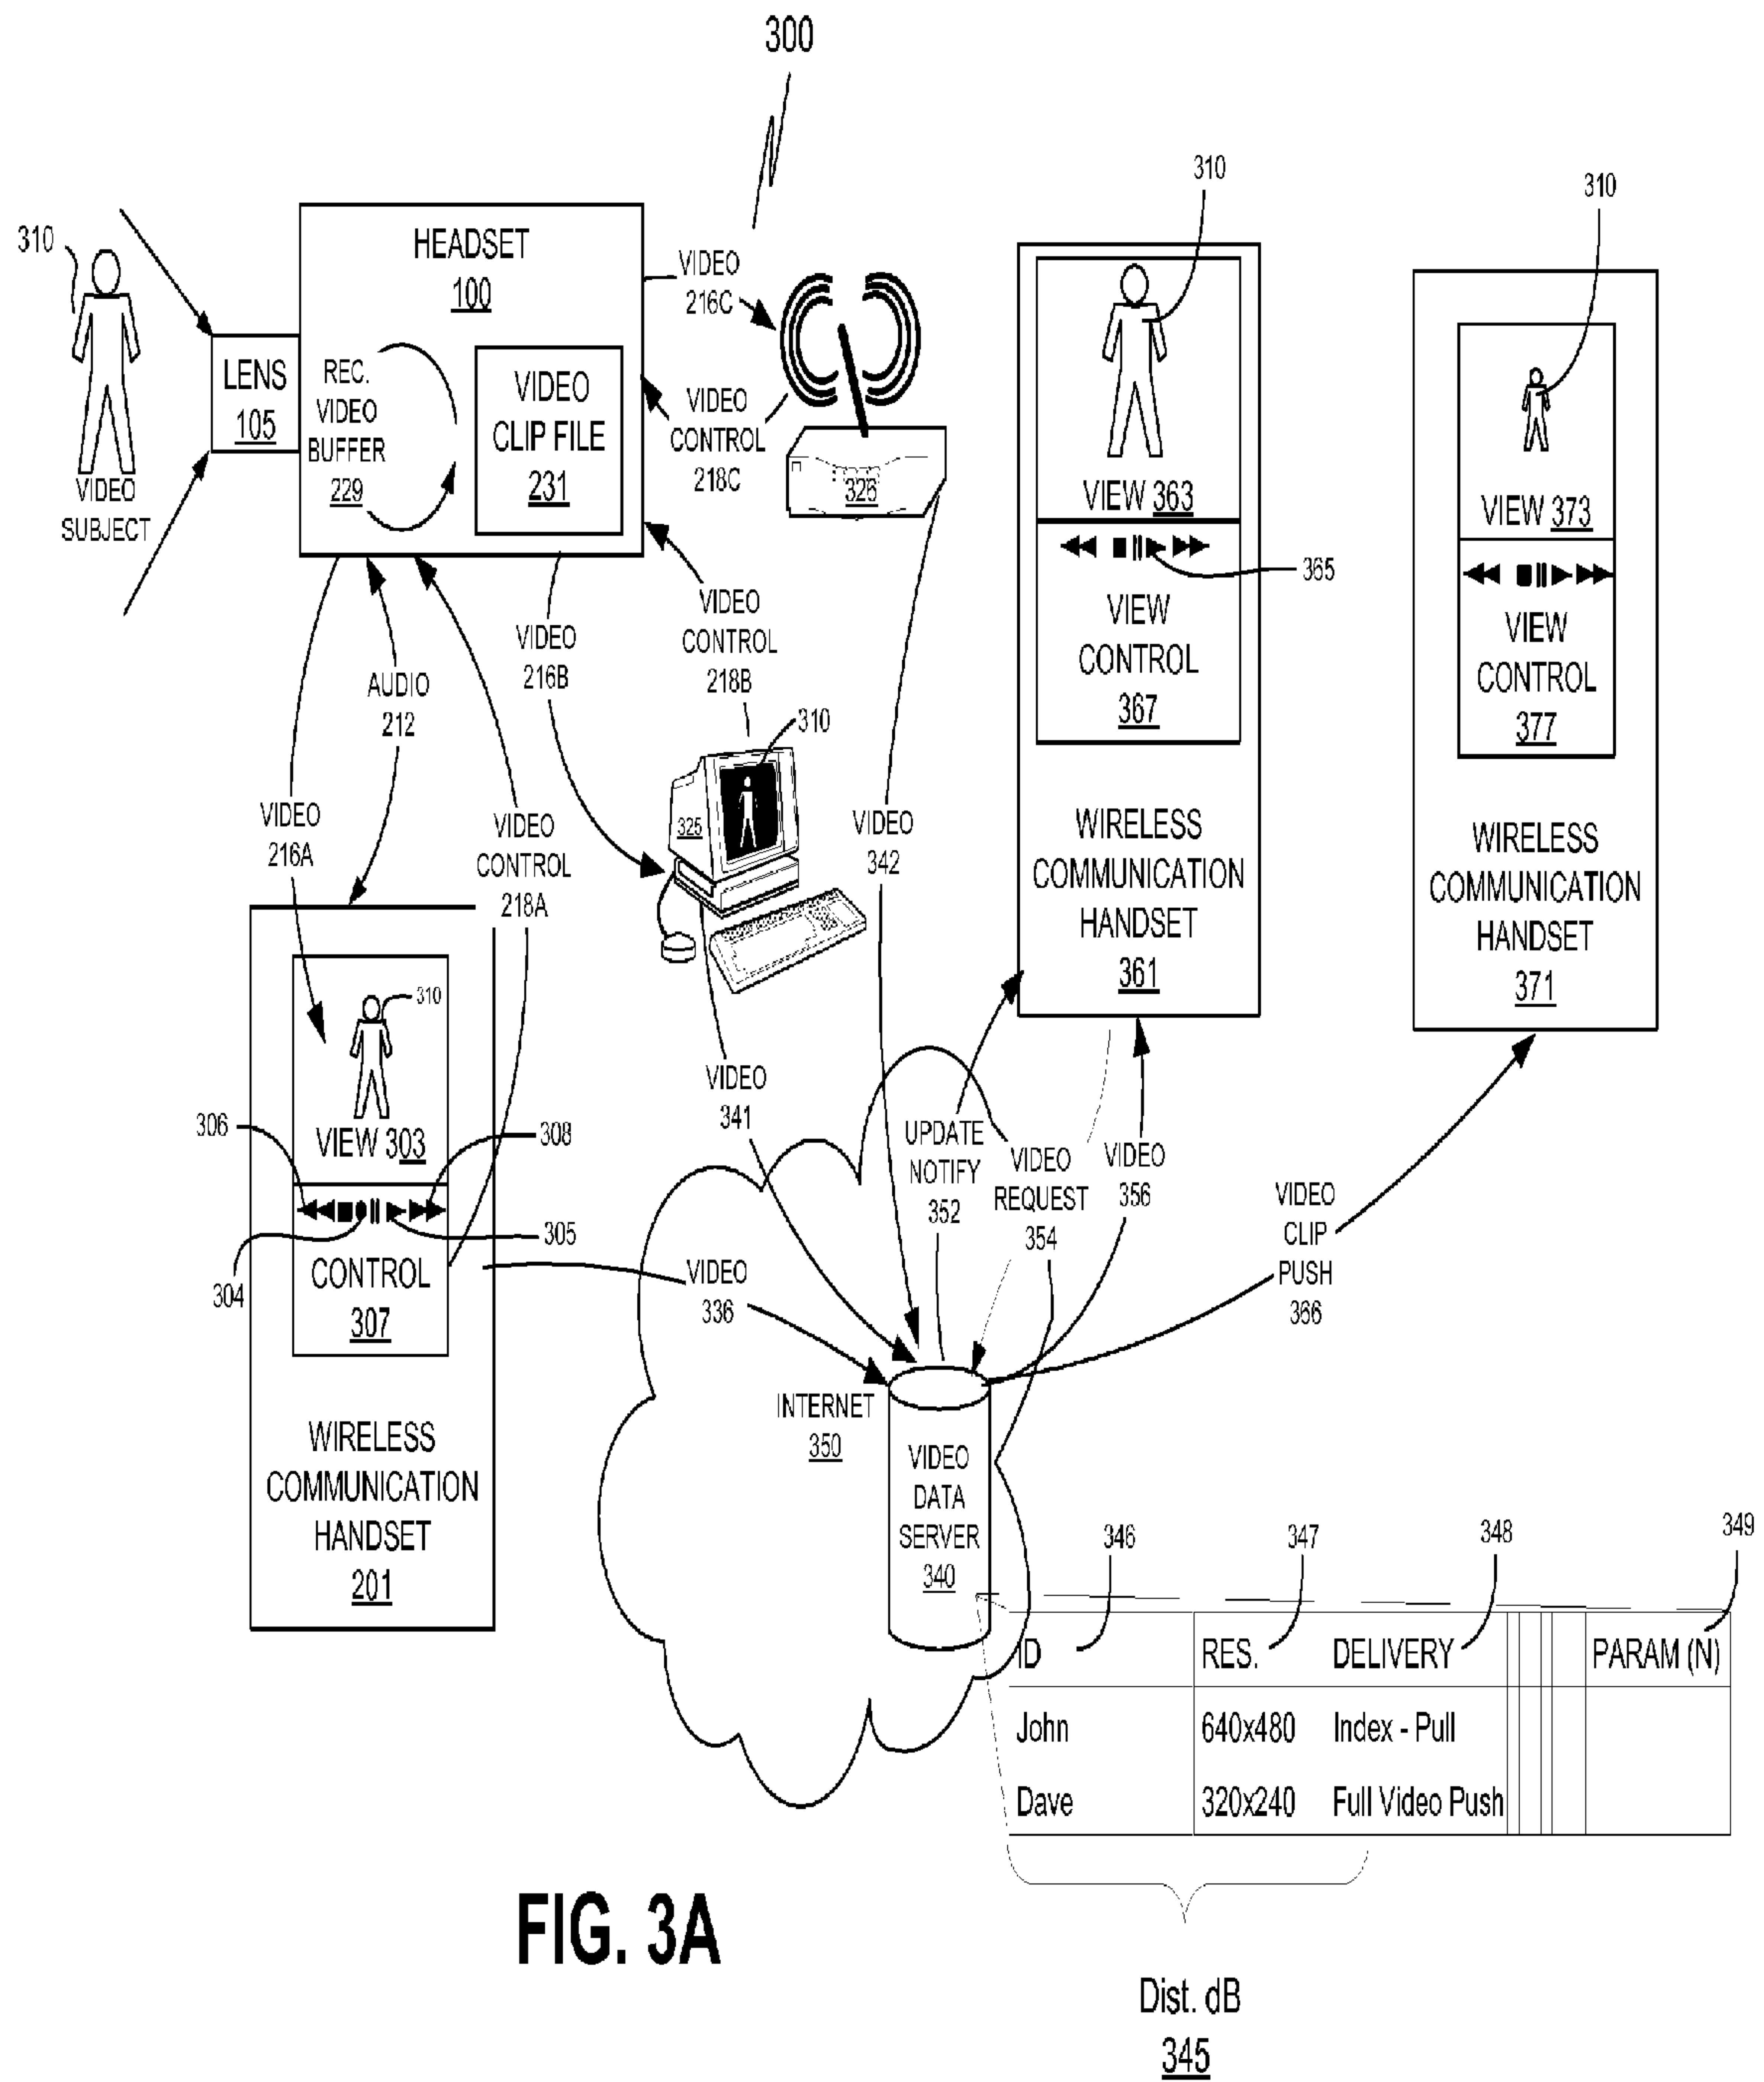 300
310
VIDEO
SUBJECT
LENS
105
HEADSET
100
REC.
VIDEO
BUFFER
229
VIDEO
CLIP FILE
231
VIDEO
216C
VIDEO
CONTROL
218C
326
310
VIEW 363
365
VIEW
CONTROL
367
WIRELESS
COMMUNICATION
HANDSET
361
310
VIEW 373
VIEW
CONTROL
377
WIRELESS
COMMUNICATION
HANDSET
371
VIDEO
216A
AUDIO
212
VIDEO
CONTROL
218A
VIDEO
216B
VIDEO
CONTROL
218B
310
325
VIDEO
342
VIDEO
341
310
VIEW 303
306
308
304
305
CONTROL
307
WIRELESS
COMMUNICATION
HANDSET
201
VIDEO
336
UPDATE
NOTIFY
352
VIDEO
REQUEST
354
VIDEO
356
VIDEO
CLIP
PUSH
366
INTERNET
350
VIDEO
DATA
SERVER
340
346
347
348
349
ID RES. DELIVERY PARAM (N)
John 640x480 Index - Pull
Dave 320x240 Full Video Push
Dist. dB
345
FIG. 3A